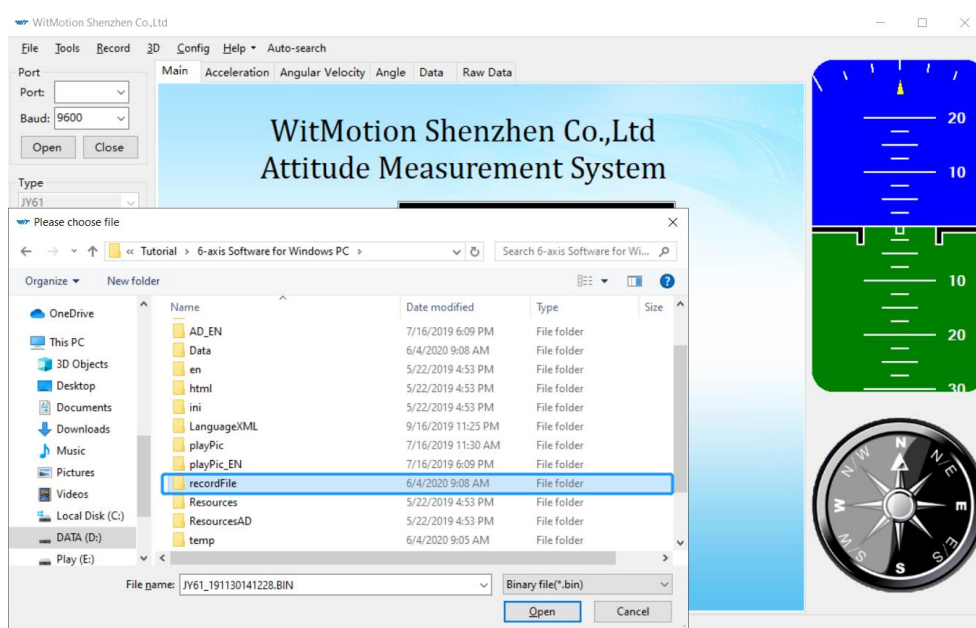 WitMotion Shenzhen Co.,Ltd
File Tools Record 3D Config Help Auto-search
Port
Port:
Baud: 9600
Open Close
Type
JY61
Main Acceleration Angular Velocity Angle Data Raw Data
WitMotion Shenzhen Co.,Ltd
Attitude Measurement System
20
10
10
20
30
N
N/E
E/S
S
W/S
N/W
Please choose file
« Tutorial > 6-axis Software for Windows PC >
Search 6-axis Software for Wi...
Organize New folder
OneDrive
This PC
3D Objects
Desktop
Documents
Downloads
Music
Pictures
Videos
Local Disk (C:)
DATA (D:)
Play (E:)
Name Date modified Type Size
AD_EN 7/16/2019 6:09 PM File folder
Data 6/4/2020 9:08 AM File folder
en 5/22/2019 4:53 PM File folder
html 5/22/2019 4:53 PM File folder
ini 5/22/2019 4:53 PM File folder
LanguageXML 9/16/2019 11:25 PM File folder
playPic 7/16/2019 11:30 AM File folder
playPic_EN 7/16/2019 6:09 PM File folder
recordFile 6/4/2020 9:08 AM File folder
Resources 5/22/2019 4:53 PM File folder
ResourcesAD 5/22/2019 4:53 PM File folder
temp 6/4/2020 9:05 AM File folder
File name: JY61_191130141228.BIN Binary file(*.bin)
Open Cancel